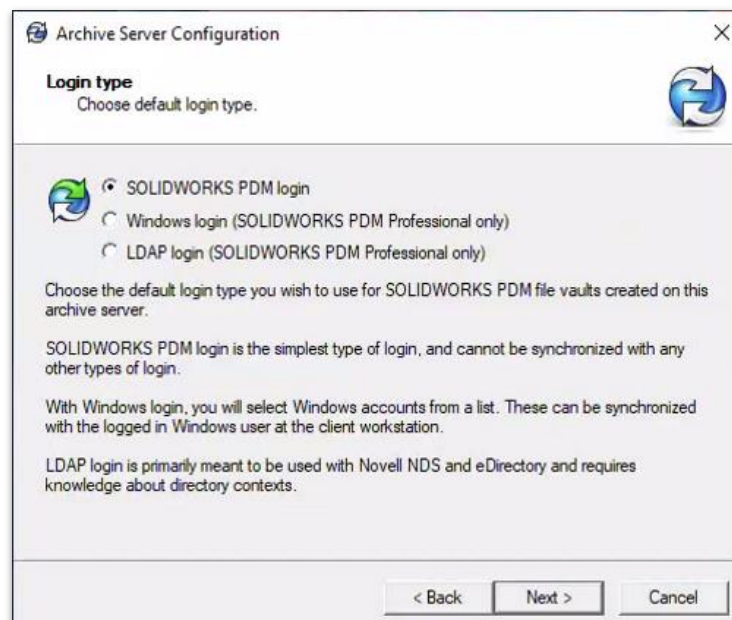 Archive Server Configuration
Login type
Choose default login type.
SOLIDWORKS PDM login
Windows login (SOLIDWORKS PDM Professional only)
LDAP login (SOLIDWORKS PDM Professional only)
Choose the default login type you wish to use for SOLIDWORKS PDM file vaults created on this
archive server.
SOLIDWORKS PDM login is the simplest type of login, and cannot be synchronized with any
other types of login.
With Windows login, you will select Windows accounts from a list. These can be synchronized
with the logged in Windows user at the client workstation.
LDAP login is primarily meant to be used with Novell NDS and eDirectory and requires
knowledge about directory contexts.
< Back Next > Cancel